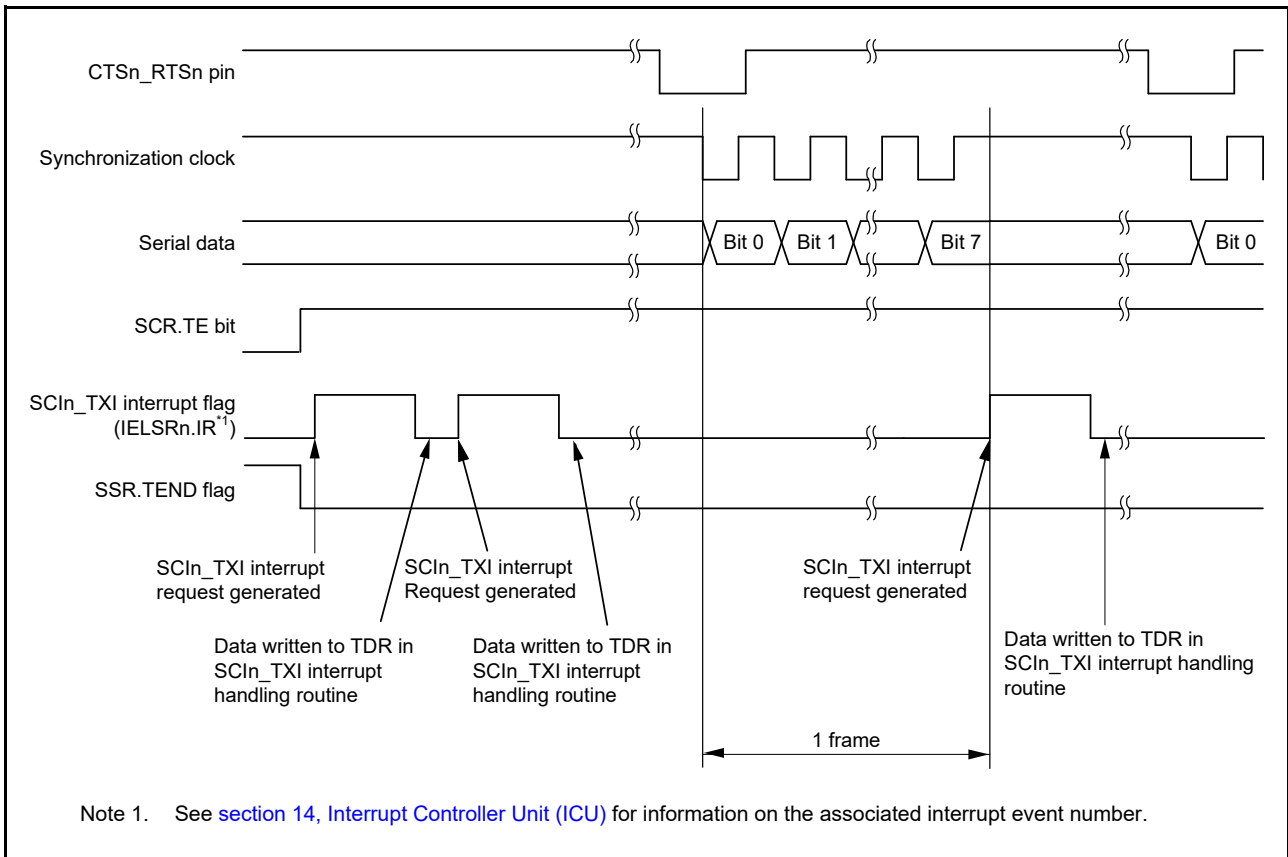 CTSn_RTSn pin
Synchronization clock
Serial data
Bit 0
Bit 1
Bit 7
Bit 0
SCR.TE bit
SCIn_TXI interrupt flag
(IELSRn.IR*1)
SSR.TEND flag
SCIn_TXI interrupt
request generated
SCIn_TXI interrupt
Request generated
SCIn_TXI interrupt
request generated
Data written to TDR in
SCIn_TXI interrupt
handling routine
Data written to TDR in
SCIn_TXI interrupt
handling routine
Data written to TDR in
SCIn_TXI interrupt handling
routine
1 frame
Note 1. See section 14, Interrupt Controller Unit (ICU) for information on the associated interrupt event number.